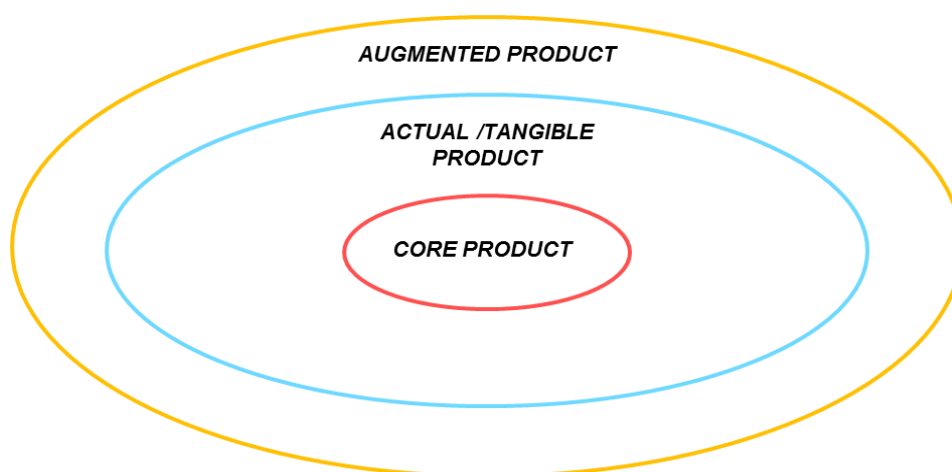 AUGMENTED PRODUCT
ACTUAL /TANGIBLE
PRODUCT
CORE PRODUCT